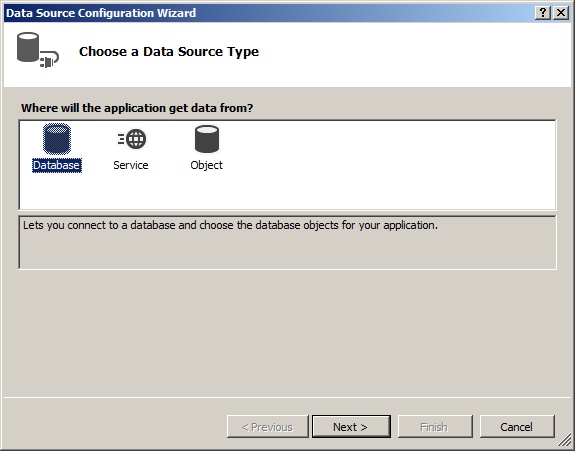 Data Source Configuration Wizard
Choose a Data Source Type
Where will the application get data from?
Database Service Object
Lets you connect to a database and choose the database objects for your application.
< Previous Next > Finish Cancel